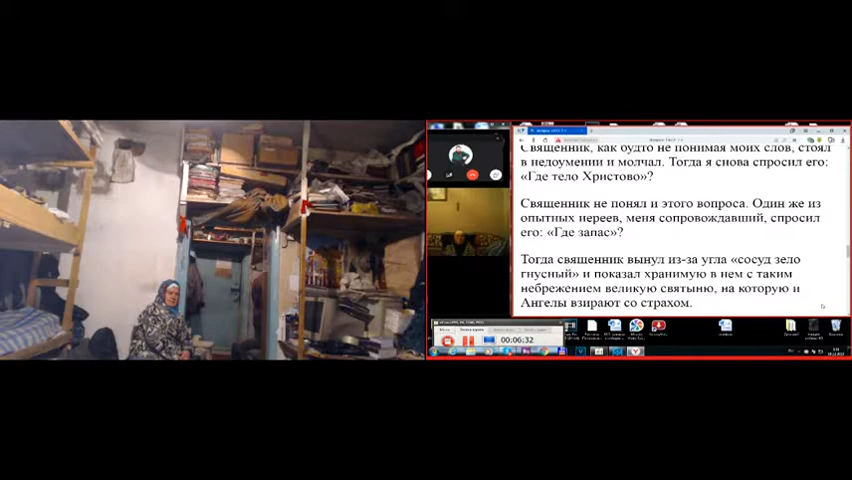 Священник, как будто не понимая моих слов, стоял
в недоумении и молчал. Тогда я снова спросил его:
«Где тело Христово»?
Священник не понял и этого вопроса. Один же из
опытных иереев, меня сопровождавший, спросил
его: «Где запас»?
Тогда священник вынул из-за угла «сосуд зело
гнусный» и показал хранимую в нем с таким
небрежением великую святыню, на которую и
Ангелы взирают со страхом.
00:06:32